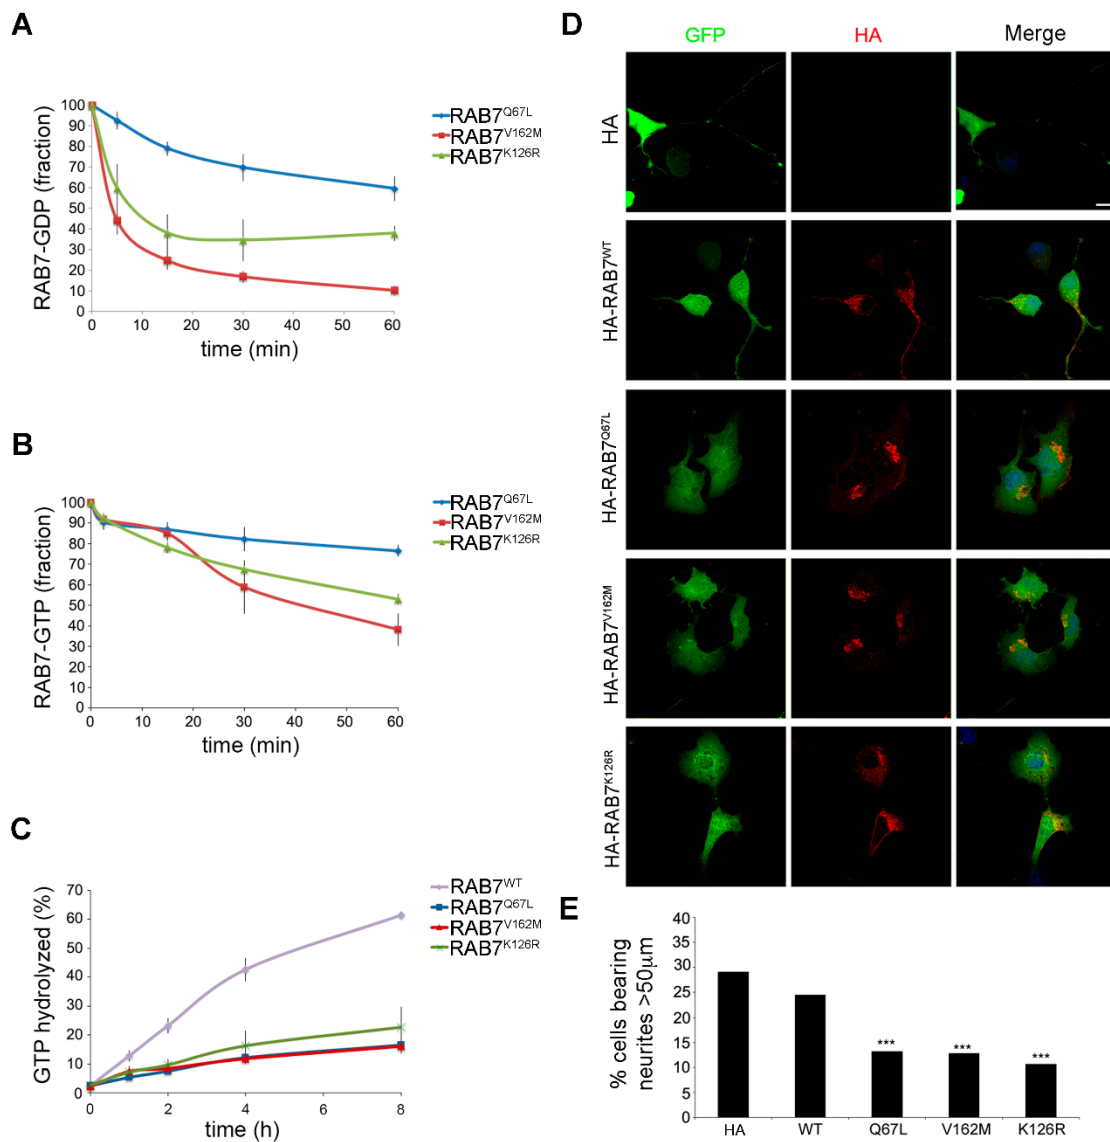 A
RAB7-GDP (fraction)
100
90
80
70
60
50
40
30
20
10
0
0 10 20 30 40 50 60
time (min)
RAB7Q67L
RAB7V162M
RAB7K126R
B
RAB7-GTP (fraction)
100
90
80
70
60
50
40
30
20
10
0
0 10 20 30 40 50 60
time (min)
RAB7Q67L
RAB7V162M
RAB7K126R
C
GTP hydrolyzed (%)
70
60
50
40
30
20
10
0
0 2 4 6 8
time (h)
RAB7WT
RAB7Q67L
RAB7V162M
RAB7K126R
D
GFP HA Merge
HA
HA-RAB7WT
HA-RAB7Q67L
HA-RAB7V162M
HA-RAB7K126R
E
% cells bearing
neurites >50µm
40
35
30
25
20
15
10
5
0
*** *** ***
HA WT Q67L V162M K126R